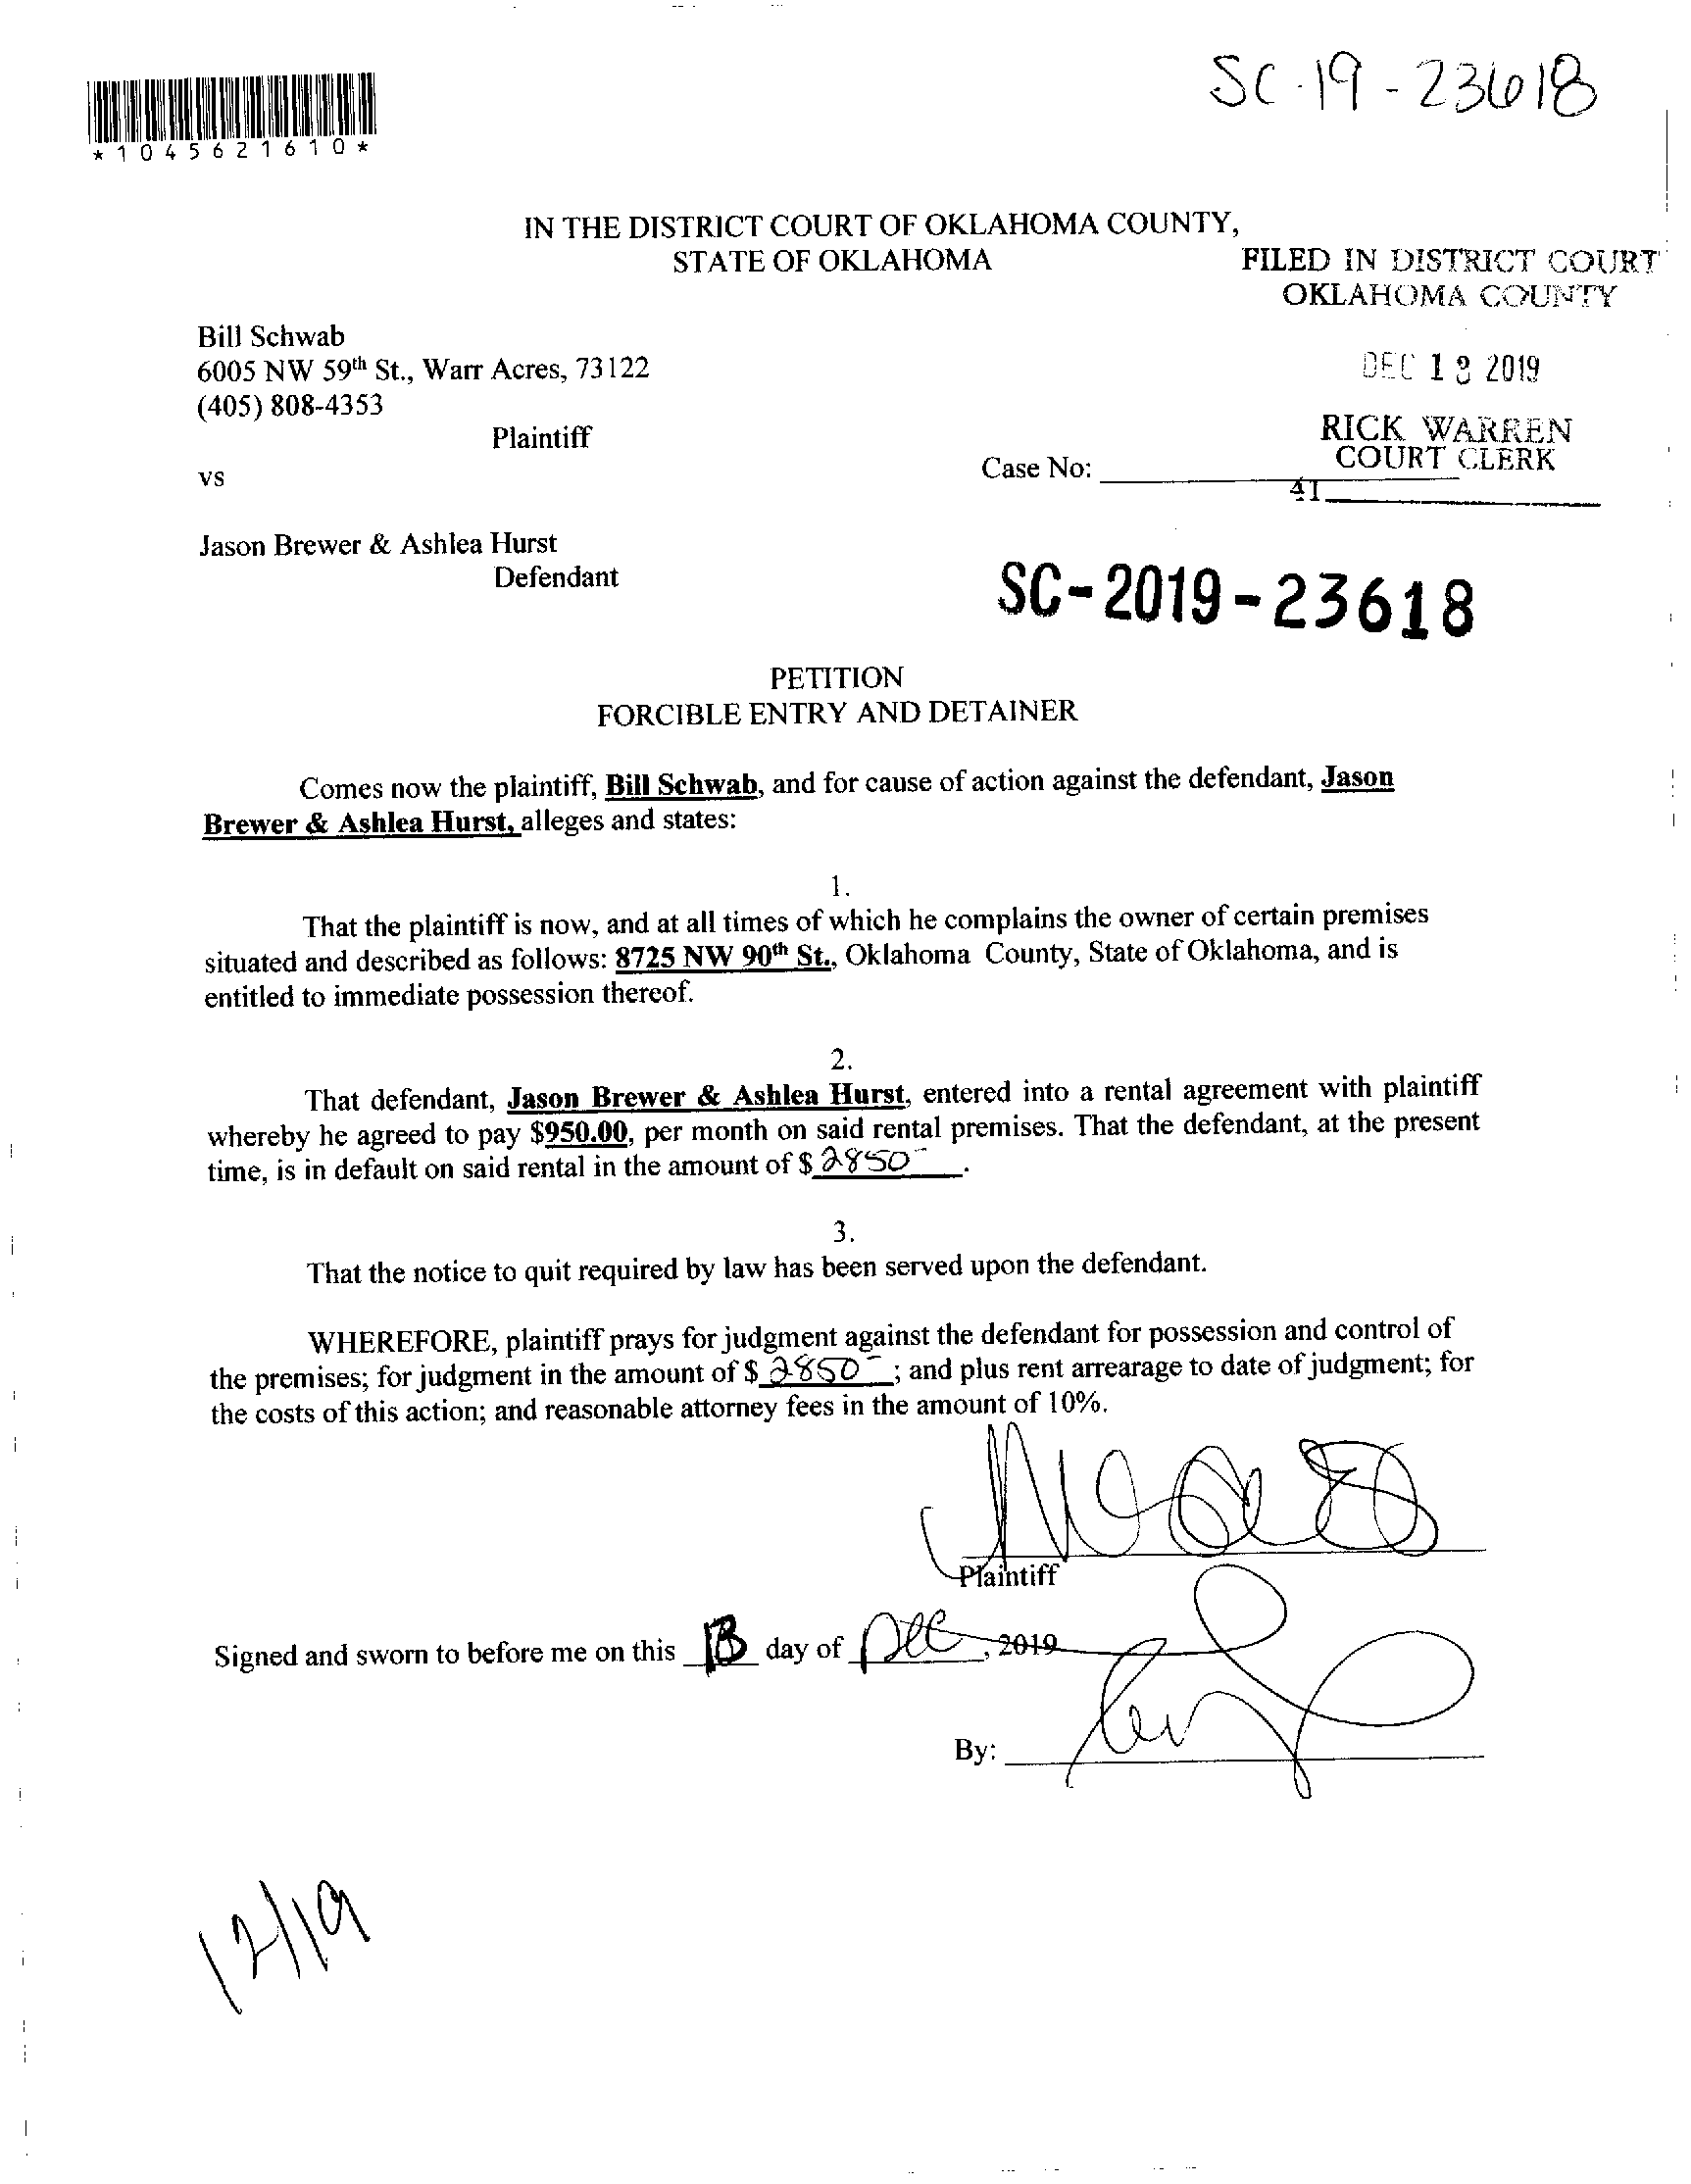 SC-19-23618
*1045621610*
IN THE DISTRICT COURT OF OKLAHOMA COUNTY,
STATE OF OKLAHOMA
FILED IN DISTRICT COURT
OKLAHOMA COUNTY
Bill Schwab
6005 NW 59th St., Warr Acres, 73122
(405) 808-4353
DEC 13 2019
Plaintiff
RICK WARREN
COURT CLERK
vs
Case No:
41
Jason Brewer & Ashlea Hurst
Defendant
SC-2019-23618
PETITION
FORCIBLE ENTRY AND DETAINER
Comes now the plaintiff, Bill Schwab, and for cause of action against the defendant, Jason
Brewer & Ashlea Hurst, alleges and states:
1.
That the plaintiff is now, and at all times of which he complains the owner of certain premises
situated and described as follows: 8725 NW 90th St., Oklahoma County, State of Oklahoma, and is
entitled to immediate possession thereof.
2.
That defendant, Jason Brewer & Ashlea Hurst, entered into a rental agreement with plaintiff
whereby he agreed to pay $950.00, per month on said rental premises. That the defendant, at the present
time, is in default on said rental in the amount of $ 2850-.
3.
That the notice to quit required by law has been served upon the defendant.
WHEREFORE, plaintiff prays for judgment against the defendant for possession and control of
the premises; for judgment in the amount of $ 2850-; and plus rent arrearage to date of judgment; for
the costs of this action; and reasonable attorney fees in the amount of 10%.
Plaintiff
Signed and sworn to before me on this 13 day of Dec, 2019
By:
12/19